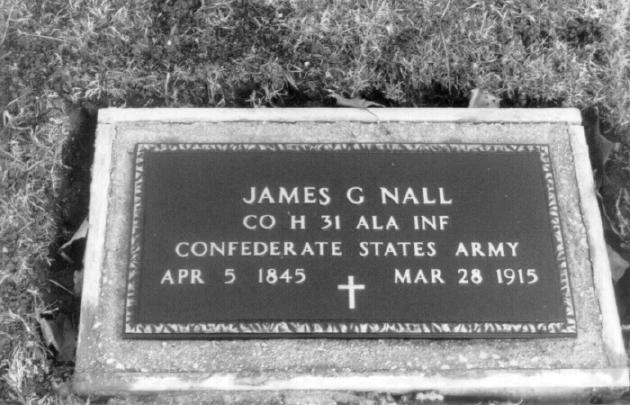 JAMES G NALL
CO H 31 ALA INF
CONFEDERATE STATES ARMY
APR 5 1845 MAR 28 1915